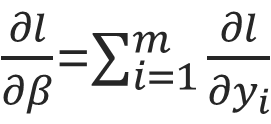 ∂l/∂β=∑_{i=1}^{m} ∂l/∂y_i